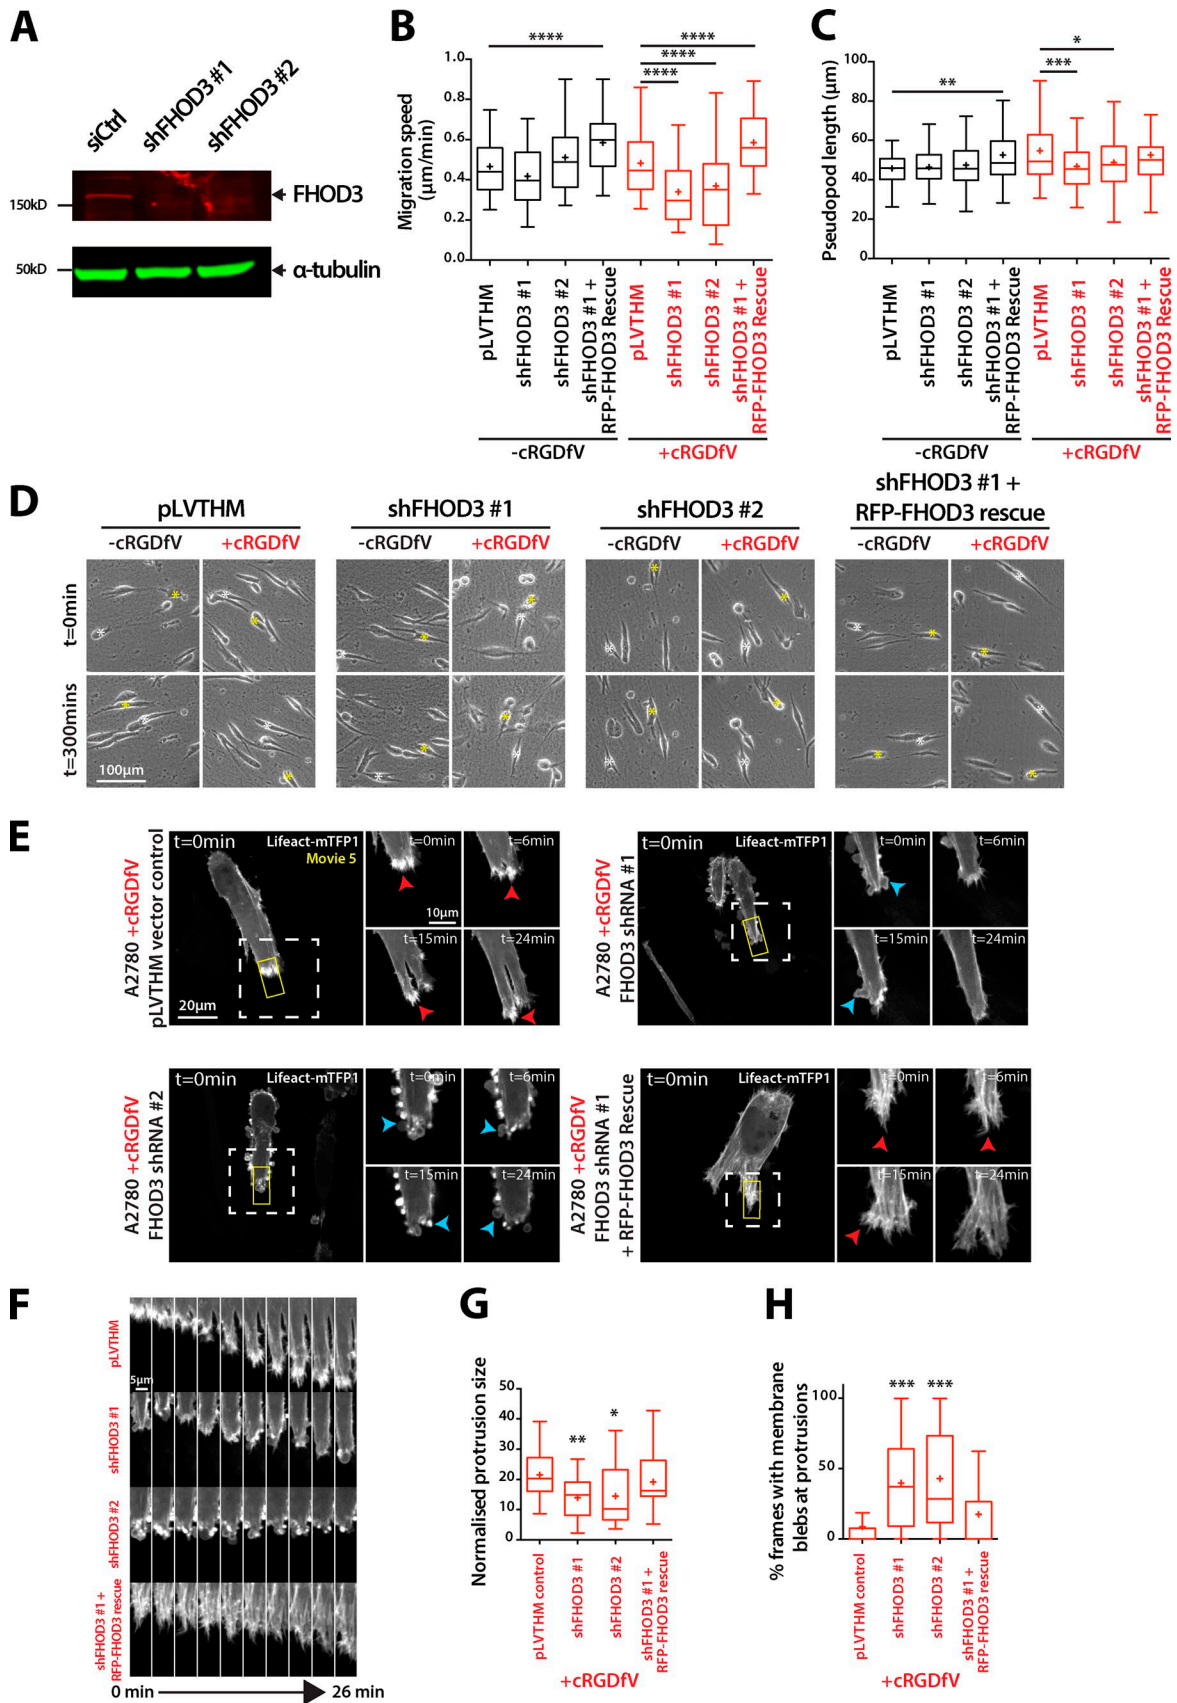 A
siCtrl
shFHOD3 #1
shFHOD3 #2
150kD
FHOD3
50kD
α-tubulin
B
Migration speed
(µm/min)
1.0
0.8
0.6
0.4
0.2
0.0
****
****
****
****
pLVTHM
shFHOD3 #1
shFHOD3 #2
shFHOD3 #1 +
RFP-FHOD3 Rescue
pLVTHM
shFHOD3 #1
shFHOD3 #2
shFHOD3 #1 +
RFP-FHOD3 Rescue
-cRGDfV
+cRGDfV
C
Pseudopod length (µm)
100
80
60
40
20
0
**
***
*
pLVTHM
shFHOD3 #1
shFHOD3 #2
shFHOD3 #1 +
RFP-FHOD3 Rescue
pLVTHM
shFHOD3 #1
shFHOD3 #2
shFHOD3 #1 +
RFP-FHOD3 Rescue
-cRGDfV
+cRGDfV
D
pLVTHM
shFHOD3 #1
shFHOD3 #2
shFHOD3 #1 +
RFP-FHOD3 rescue
-cRGDfV
+cRGDfV
-cRGDfV
+cRGDfV
-cRGDfV
+cRGDfV
-cRGDfV
+cRGDfV
t=0min
t=300mins
100µm
E
A2780 +cRGDfV
pLVTHM vector control
t=0min
Lifeact-mTFP1
Movie 5
20µm
t=0min
t=6min
10µm
t=15min
t=24min
A2780 +cRGDfV
FHOD3 shRNA #1
t=0min
Lifeact-mTFP1
t=0min
t=6min
t=15min
t=24min
A2780 +cRGDfV
FHOD3 shRNA #2
t=0min
Lifeact-mTFP1
t=0min
t=6min
t=15min
t=24min
A2780 +cRGDfV
FHOD3 shRNA #1
+ RFP-FHOD3 Rescue
t=0min
Lifeact-mTFP1
t=0min
t=6min
t=15min
t=24min
F
pLVTHM
5µm
shFHOD3 #1
shFHOD3 #2
shFHOD3 #1 +
RFP-FHOD3 rescue
0 min
26 min
G
Normalised protrusion size
50
40
30
20
10
0
**
*
pLVTHM control
shFHOD3 #1
shFHOD3 #2
shFHOD3 #1 +
RFP-FHOD3 rescue
+cRGDfV
H
% frames with membrane
blebs at protrusions
100
50
0
***
***
pLVTHM control
shFHOD3 #1
shFHOD3 #2
shFHOD3 #1 +
RFP-FHOD3 rescue
+cRGDfV